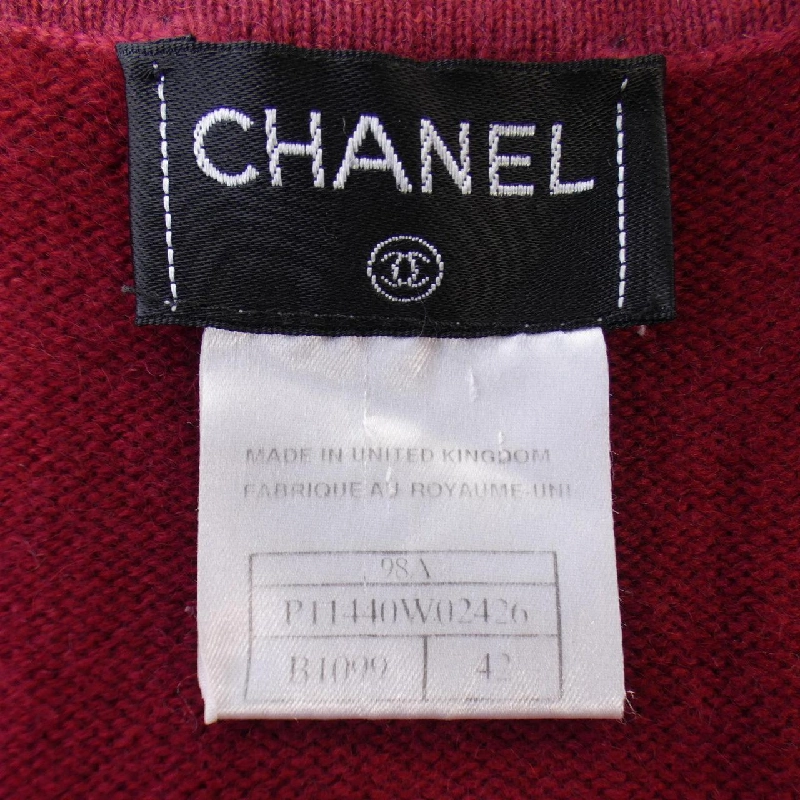 CHANEL
MADE IN UNITED KINGDOM
FABRIQUE AU ROYAUME-UNI
98A
P11440W02426
B1099 42